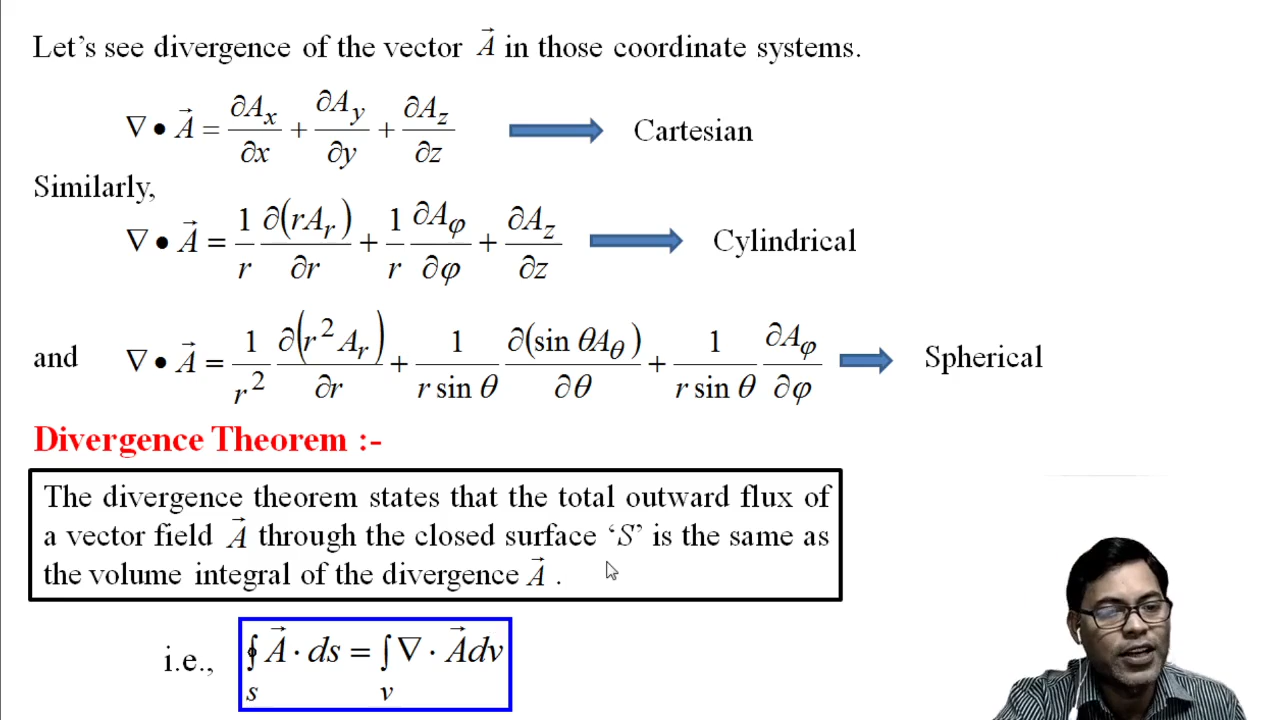 Let's see divergence of the vector A⃗ in those coordinate systems.
∇ • A⃗ = ∂A_x/∂x + ∂A_y/∂y + ∂A_z/∂z Cartesian
Similarly,
∇ • A⃗ = 1/r ∂(rA_r)/∂r + 1/r ∂A_φ/∂φ + ∂A_z/∂z Cylindrical
and ∇ • A⃗ = 1/r² ∂(r² A_r)/∂r + 1/(r sin θ) ∂(sin θA_θ)/∂θ + 1/(r sin θ) ∂A_φ/∂φ Spherical
Divergence Theorem :-
The divergence theorem states that the total outward flux of
a vector field A⃗ through the closed surface ‘S’ is the same as
the volume integral of the divergence A⃗ .
i.e., ∮_s A⃗ · ds = ∫_v ∇ · A⃗dv